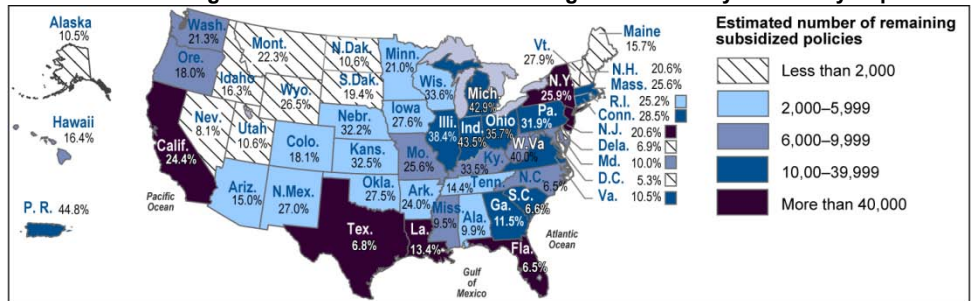 Alaska
10.5%
Hawaii
16.4%
P. R. 44.8%
Wash.
21.3%
Ore.
18.0%
Calif.
24.4%
Nev.
8.1%
Idaho
16.3%
Mont.
22.3%
Wyo.
26.5%
Utah
10.6%
Colo.
18.1%
Ariz.
15.0%
N.Mex.
27.0%
N.Dak.
10.6%
S.Dak.
19.4%
Nebr.
32.2%
Kans.
32.5%
Okla.
27.5%
Tex.
6.8%
Minn.
21.0%
Iowa
27.6%
Mo.
25.6%
Ark.
24.0%
La.
13.4%
Wis.
33.6%
Illi.
38.4%
Mich.
42.9%
Ind.
43.5%
Ohio
35.7%
Ky.
33.5%
Tenn.
14.4%
Miss.
9.5%
Ala.
9.9%
Ga.
11.5%
Fla.
6.5%
S.C.
6.6%
N.C.
6.5%
W.Va
40.0%
Pa.
31.9%
N.Y.
25.9%
Vt.
27.9%
Maine
15.7%
N.H. 20.6%
Mass. 25.6%
R.I. 25.2%
Conn. 28.5%
N.J. 20.6%
Dela. 6.9%
Md. 10.0%
D.C. 5.3%
Va. 10.5%
Pacific
Ocean
Gulf
of
Mexico
Atlantic
Ocean
Estimated number of remaining
subsidized policies
Less than 2,000
2,000–5,999
6,000–9,999
10,00–39,999
More than 40,000